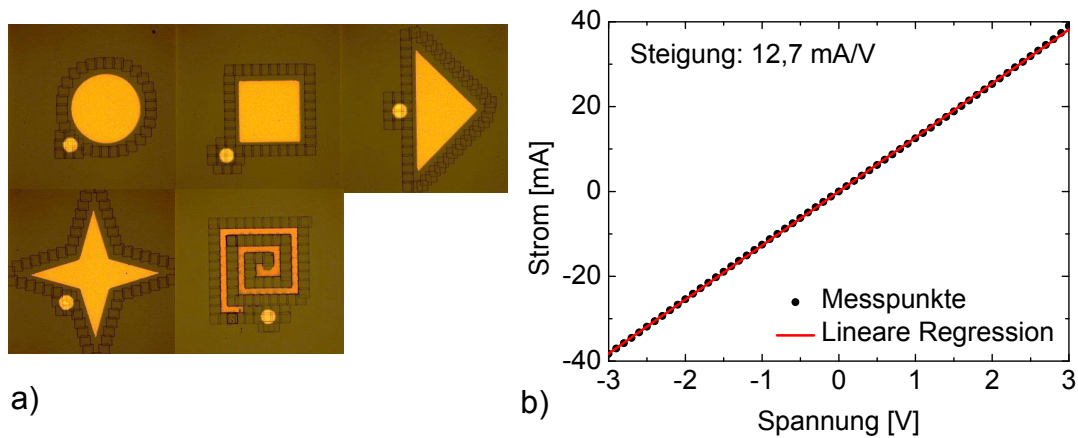 a)
b)
Steigung: 12,7 mA/V
Strom [mA]
40
20
0
-20
-40
Messpunkte
Lineare Regression
-3
-2
-1
0
1
2
3
Spannung [V]